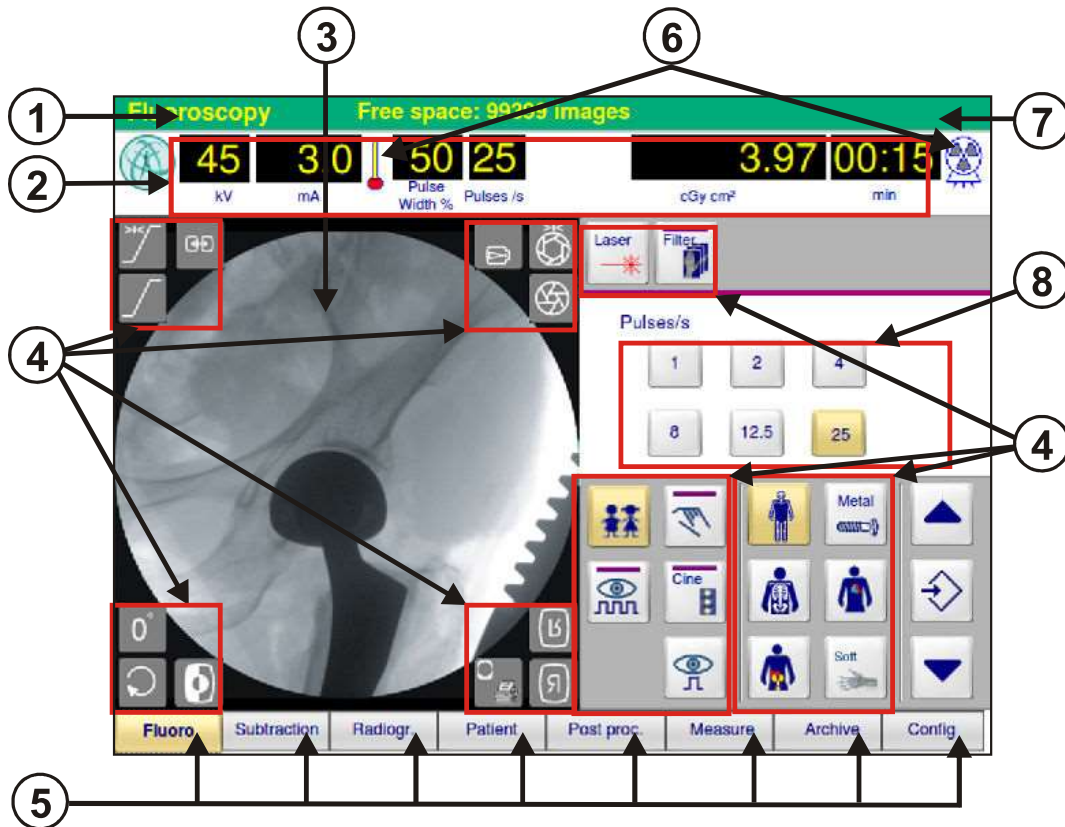 3
6
1
Fluoroscopy
Free space: 99399 images
7
2
45
3.0
50
25
3.97
00:15
kV
mA
Pulse
Width %
Pulses /s
cGy cm²
min
Laser
Filter
8
Pulses/s
4
1
2
4
8
12.5
25
4
Metal
Cine
0°
Soft
R
R
Fluoro
Subtraction
Radiogr.
Patient
Post proc.
Measure
Archive
Config
5